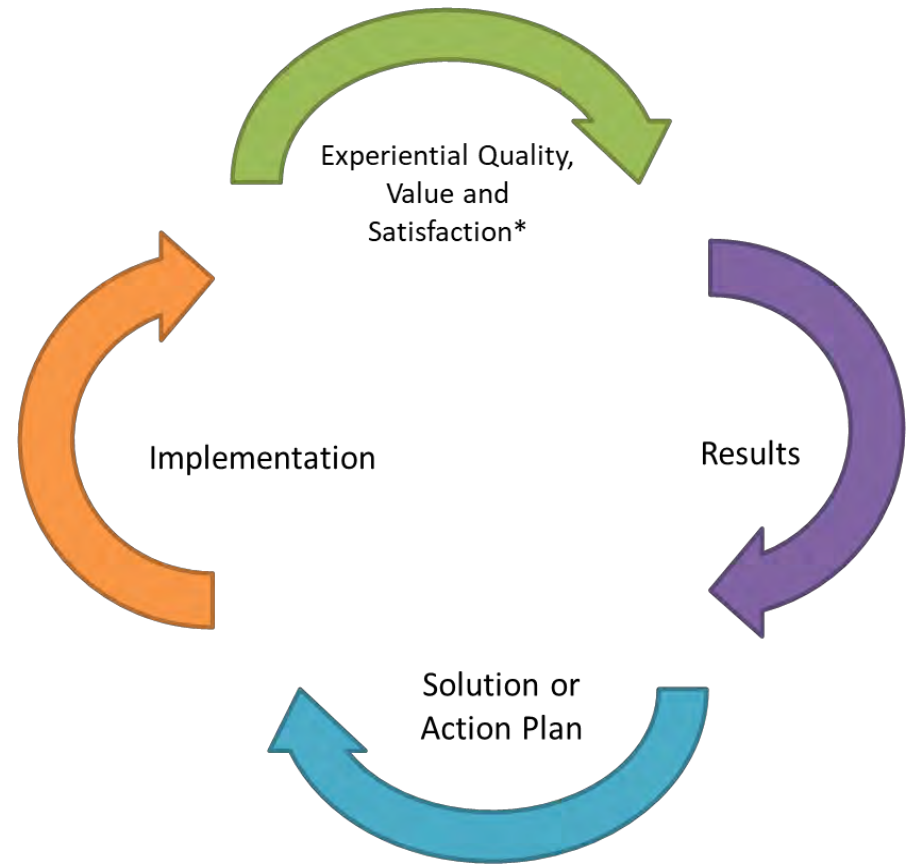 Experiential Quality,
Value and
Satisfaction*
Implementation
Results
Solution or
Action Plan